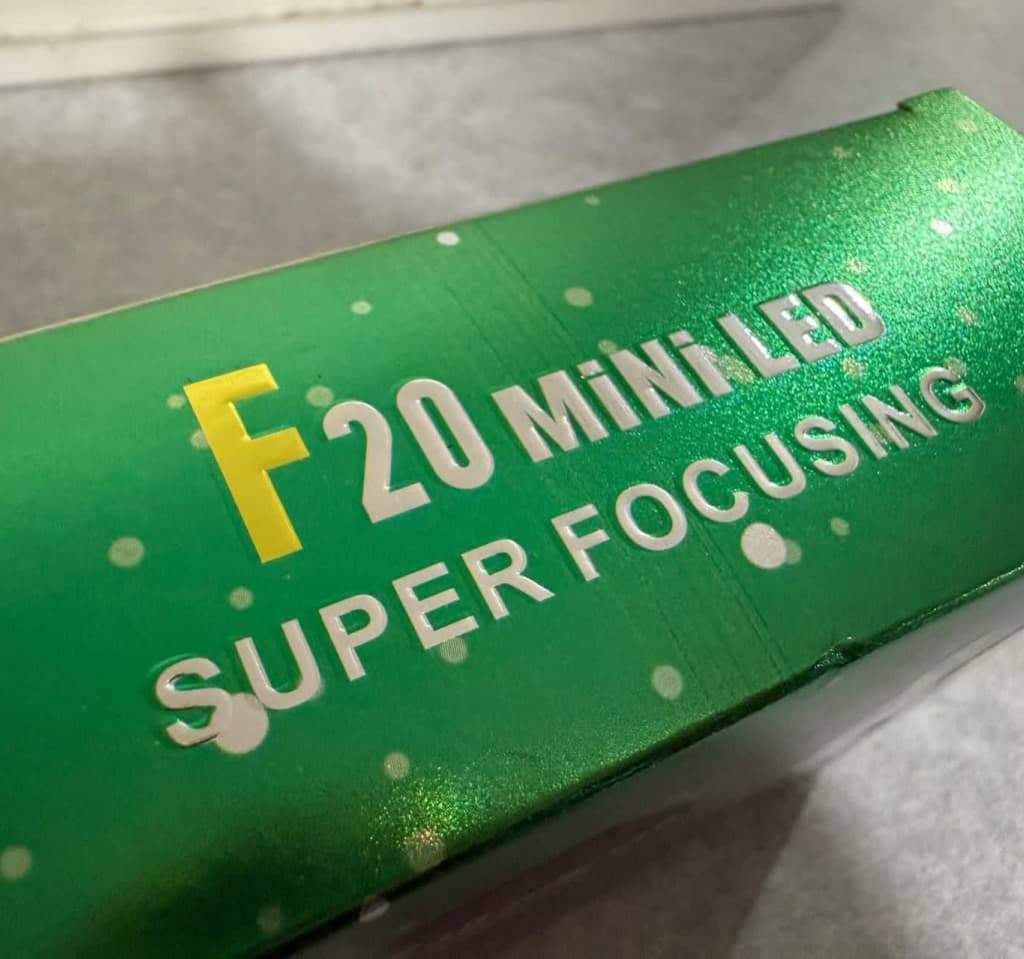 F20 MiNi LED
SUPER FOCUSING